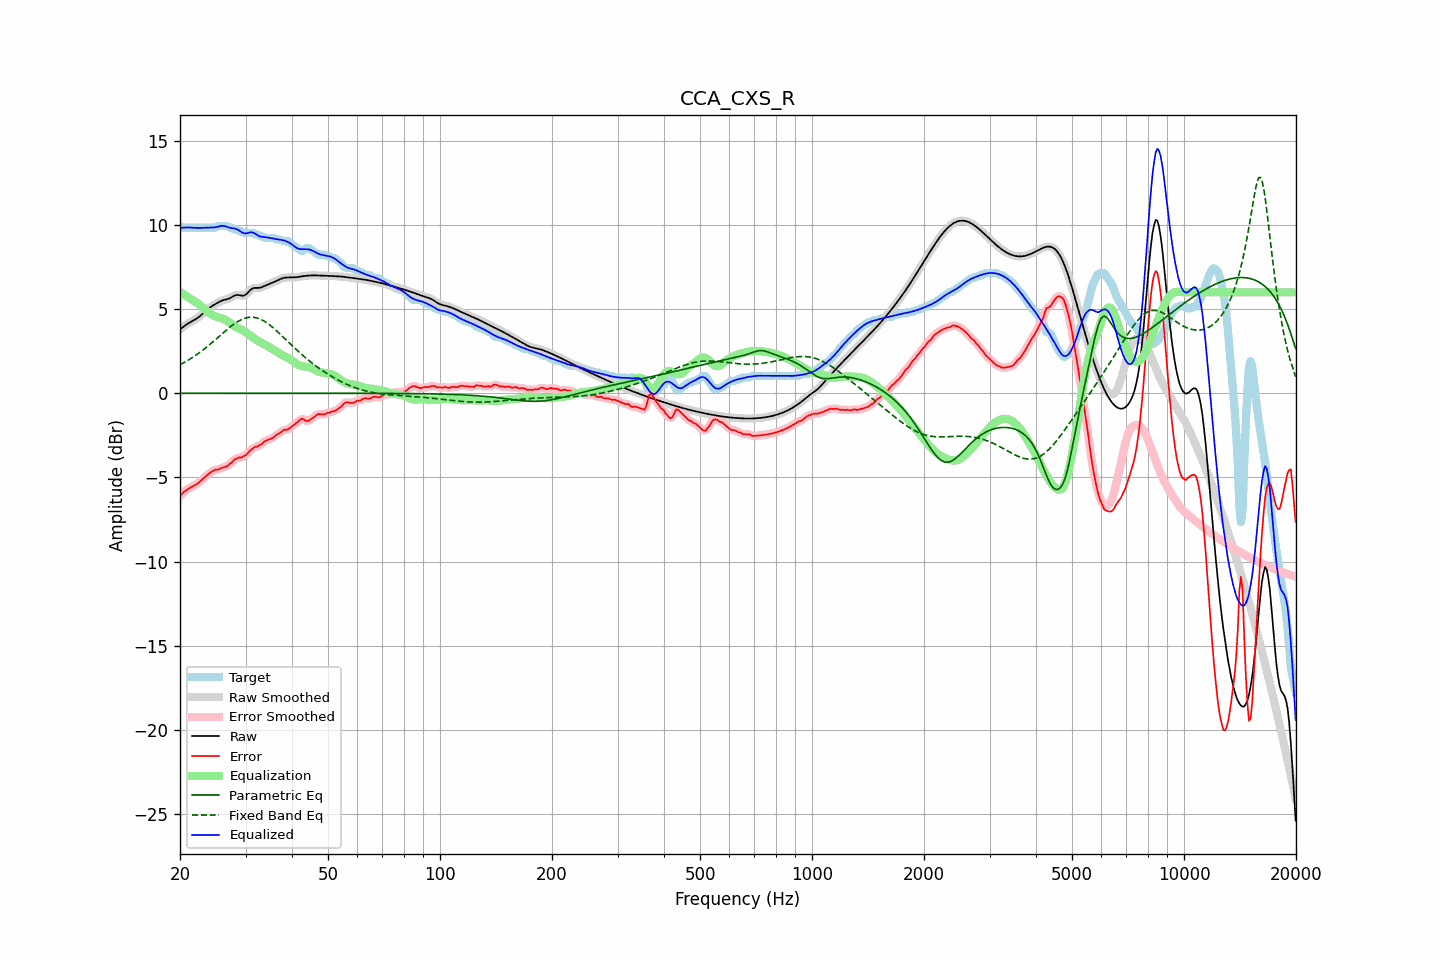 CCA_CXS_R
15
10
5
0
−5
−10
−15
−20
−25
Amplitude (dBr)
Target
Raw Smoothed
Error Smoothed
Raw
Error
Equalization
Parametric Eq
Fixed Band Eq
Equalized
20 50 100 200 500 1000 2000 5000 10000 20000
Frequency (Hz)